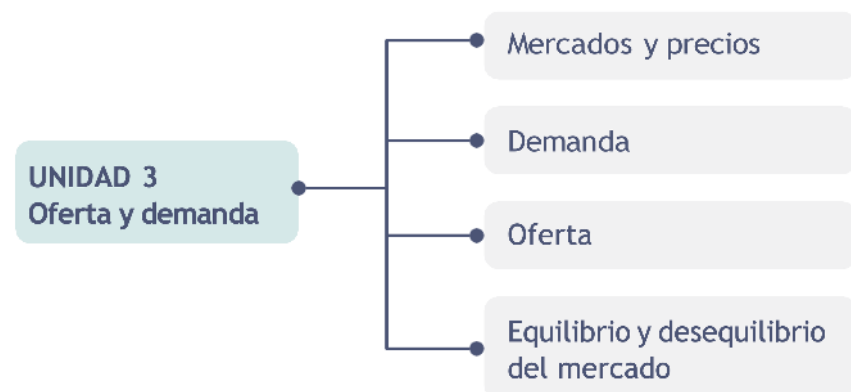 UNIDAD 3
Oferta y demanda
Mercados y precios
Demanda
Oferta
Equilibrio y desequilibrio
del mercado